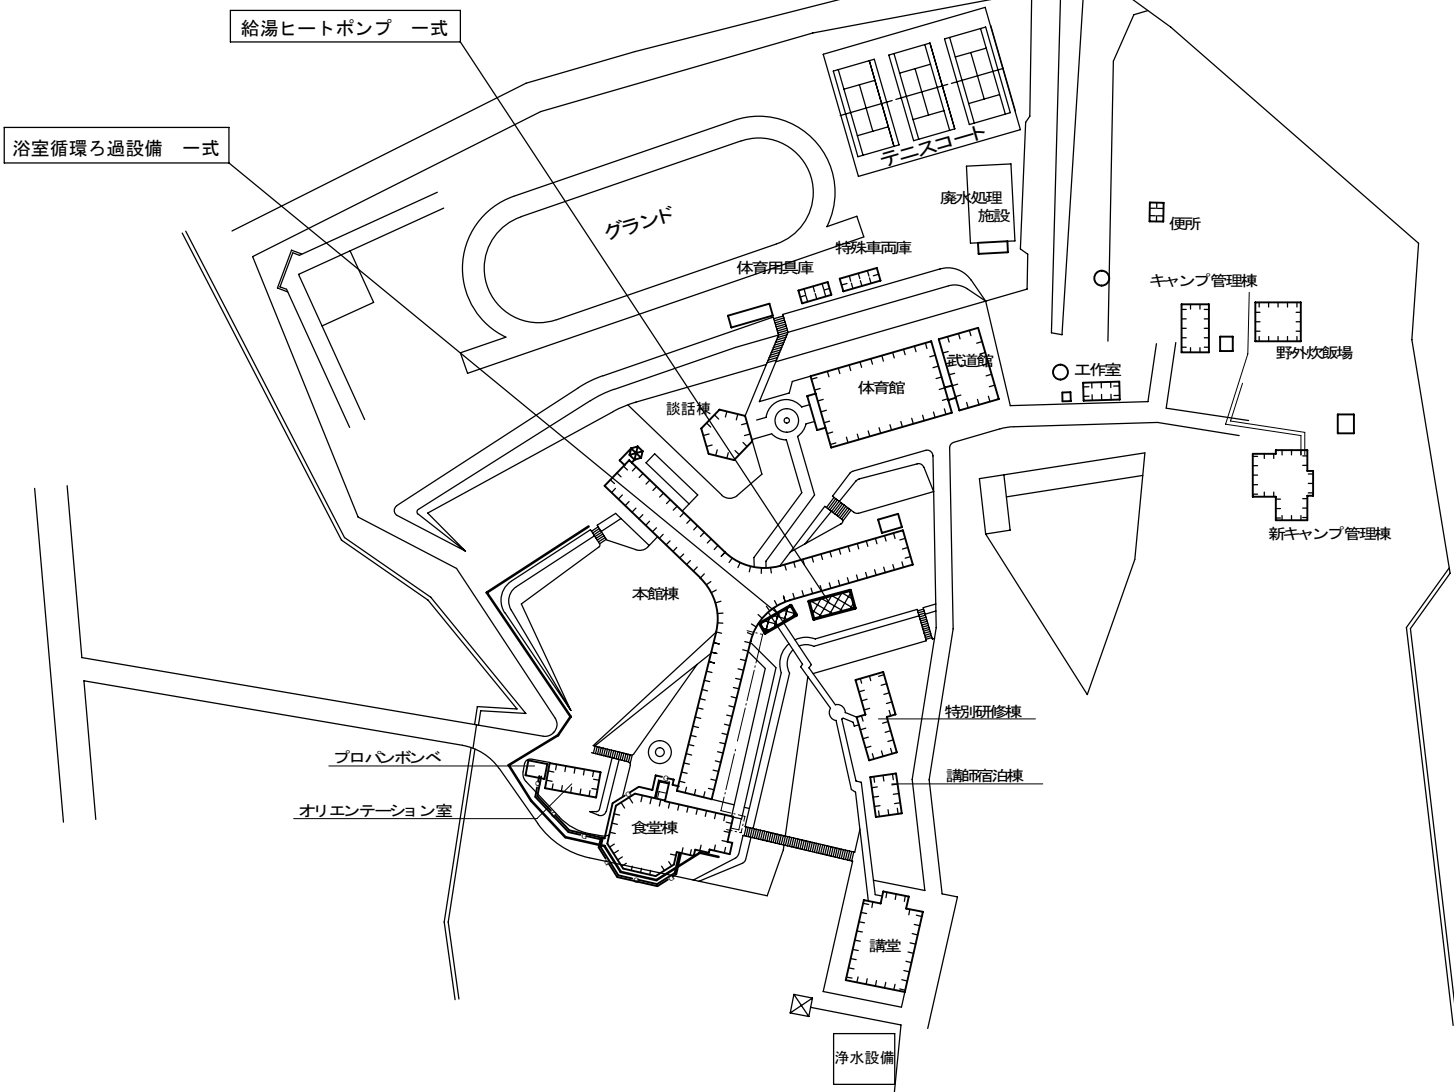 給湯ヒートポンプ　一式
浴室循環ろ過設備　一式
テニスコート
グランド
廃水処理
施設
便所
特殊車両庫
体育用具庫
キャンプ管理棟
野外炊飯場
武道館
体育館
工作室
談話棟
新キャンプ管理棟
本館棟
特別研修棟
プロパンボンベ
講師宿泊棟
オリエンテーション室
食堂棟
講堂
浄水設備